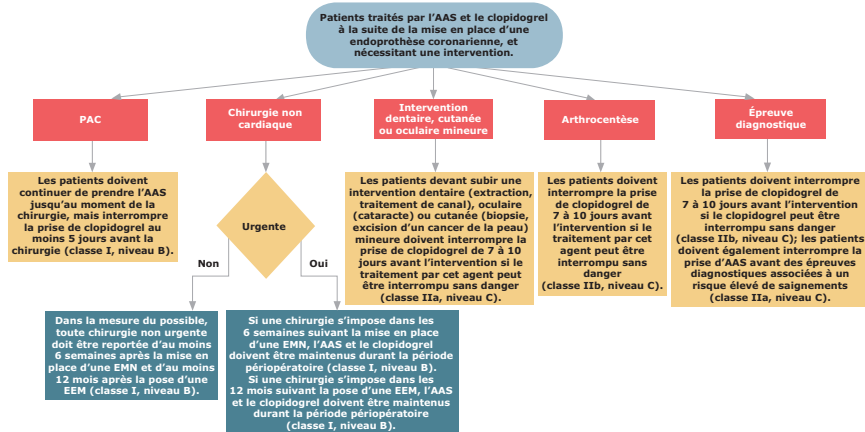 Patients traités par l'AAS et le clopidogrel
à la suite de la mise en place d'une
endoprothèse coronarienne, et
nécessitant une intervention.
PAC
Chirurgie non
cardiaque
Intervention
dentaire, cutanée
ou oculaire mineure
Arthrocentèse
Épreuve
diagnostique
Les patients doivent
continuer de prendre l'AAS
jusqu'au moment de la
chirurgie, mais interrompre
la prise de clopidogrel au
moins 5 jours avant la
chirurgie (classe I, niveau B).
Urgente
Non
Oui
Les patients devant subir une
intervention dentaire (extraction,
traitement de canal), oculaire
(cataracte) ou cutanée (biopsie,
excision d'un cancer de la peau)
mineure doivent interrompre la
prise de clopidogrel de 7 à 10
jours avant l'intervention si le
traitement par cet agent peut
être interrompu sans danger
(classe IIa, niveau C).
Les patients doivent
interrompre la prise
de clopidogrel de
7 à 10 jours avant
l'intervention si le
traitement par cet
agent peut être
interrompu sans
danger
(classe IIb, niveau C).
Les patients doivent interrompre
la prise de clopidogrel de
7 à 10 jours avant l'intervention
si le clopidogrel peut être
interrompu sans danger
(classe IIb, niveau C); les patients
doivent également interrompre la
prise d'AAS avant des épreuves
diagnostiques associées à un
risque élevé de saignements
(classe IIa, niveau C).
Dans la mesure du possible,
toute chirurgie non urgente
doit être reportée d'au moins
6 semaines après la mise en
place d'une EMN et d'au moins
12 mois après la pose d'une
EEM (classe I, niveau B).
Si une chirurgie s'impose dans les
6 semaines suivant la mise en place
d'une EMN, l'AAS et le clopidogrel
doivent être maintenus durant la période
périopératoire (classe I, niveau B).
Si une chirurgie s'impose dans les
12 mois suivant la pose d'une EEM, l'AAS
et le clopidogrel doivent être maintenus
durant la période périopératoire
(classe I, niveau B).